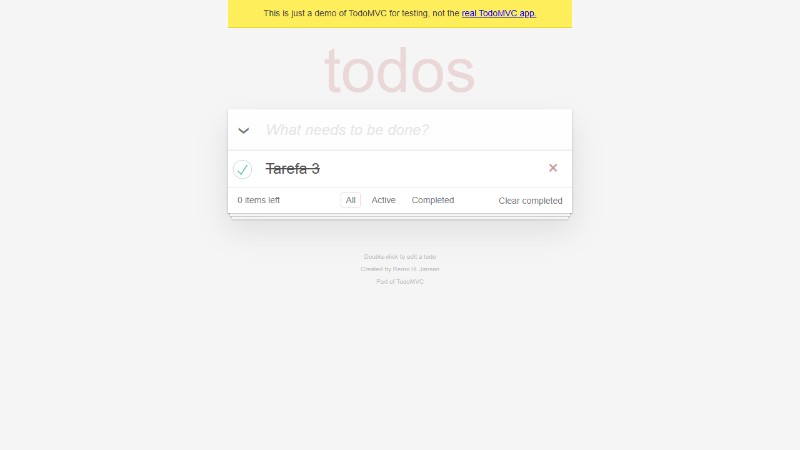 This is just a demo of TodoMVC for testing, not the real TodoMVC app.
todos
What needs to be done?
Tarefa 3
0 items left
All
Active
Completed
Clear completed
Double-click to edit a todo
Created by Remo H. Jansen
Part of TodoMVC